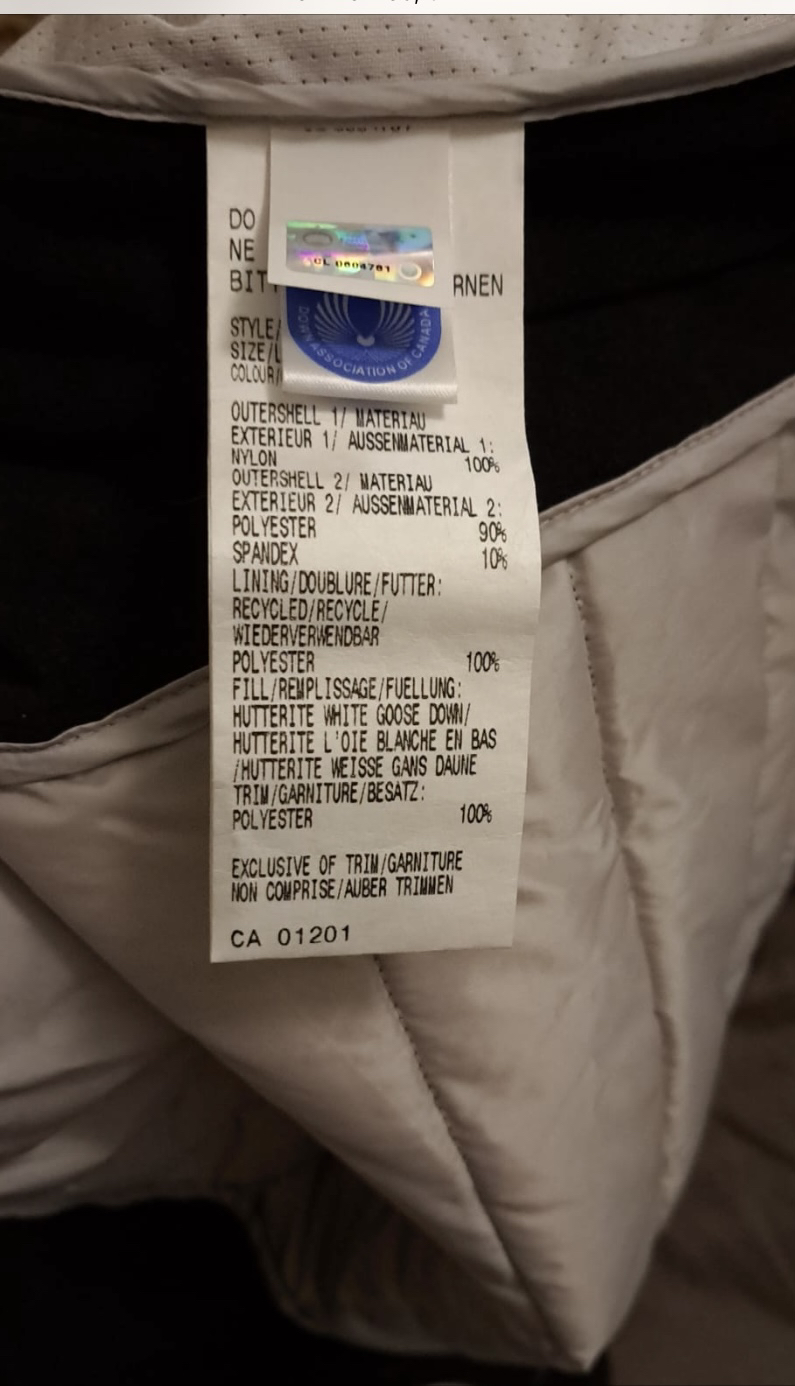 DO
NE
CL 0604781
BITT RNEN
DOWN ASSOCIATION OF CANADA
STYLE/
SIZE/L
COLOUR/
OUTERSHELL 1/ MATERIAU
EXTERIEUR 1/ AUSSENMATERIAL 1:
NYLON 100%
OUTERSHELL 2/ MATERIAU
EXTERIEUR 2/ AUSSENMATERIAL 2:
POLYESTER 90%
SPANDEX 10%
LINING/DOUBLURE/FUTTER:
RECYCLED/RECYCLE/
WIEDERVERWENDBAR
POLYESTER 100%
FILL/REMPLISSAGE/FUELLUNG:
HUTTERITE WHITE GOOSE DOWN/
HUTTERITE L'OIE BLANCHE EN BAS
/HUTTERITE WEISSE GANS DAUNE
TRIM/GARNITURE/BESATZ:
POLYESTER 100%
EXCLUSIVE OF TRIM/GARNITURE
NON COMPRISE/AUBER TRIMMEN
CA 01201